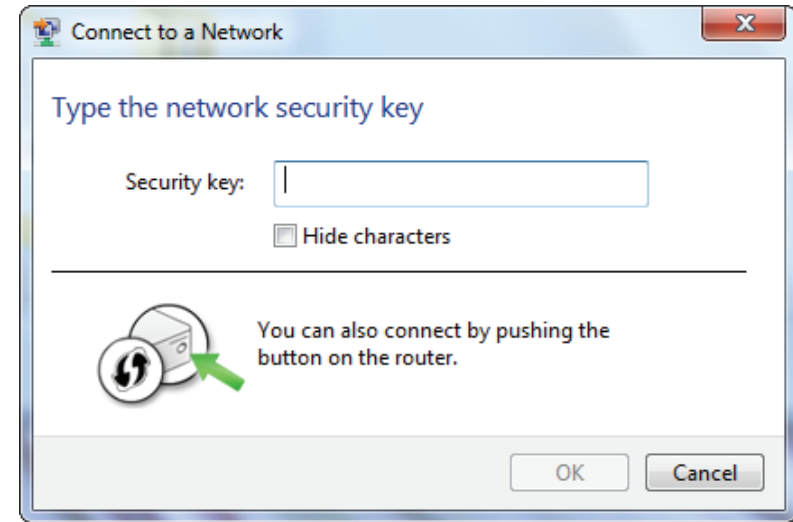 Connect to a Network
Type the network security key
Security key:
Hide characters
You can also connect by pushing the
button on the router.
OK
Cancel